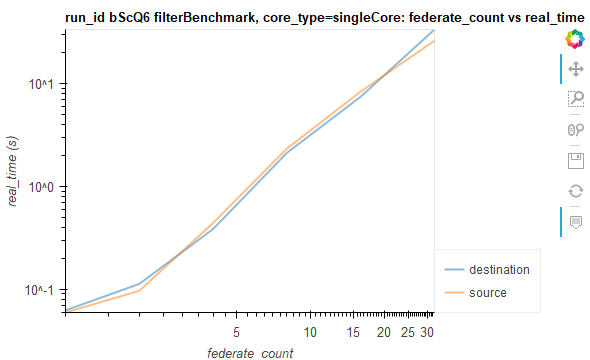 run_id bScQ6 filterBenchmark, core_type=singleCore: federate_count vs real_time
10^1
10^0
10^-1
real_time (s)
5 10 15 20 25 30
federate_count
destination
source